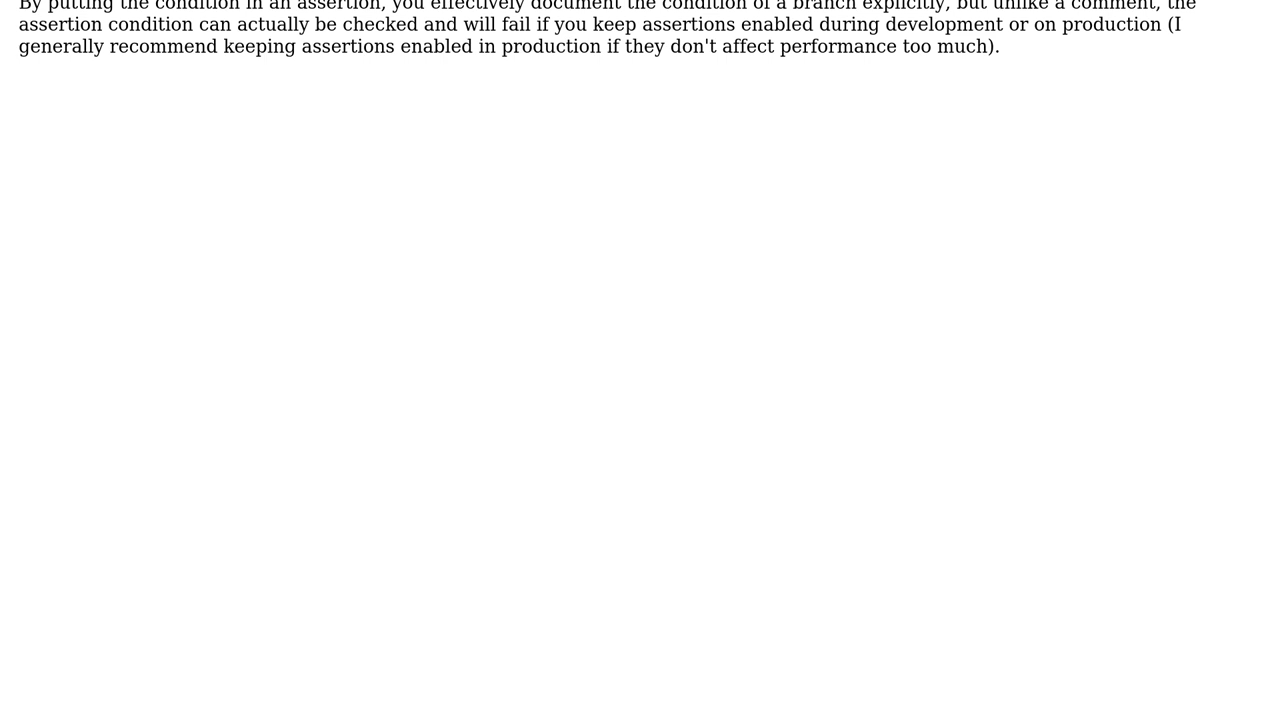 By putting the condition in an assertion, you effectively document the condition of a branch explicitly, but unlike a comment, the
assertion condition can actually be checked and will fail if you keep assertions enabled during development or on production (I
generally recommend keeping assertions enabled in production if they don't affect performance too much).